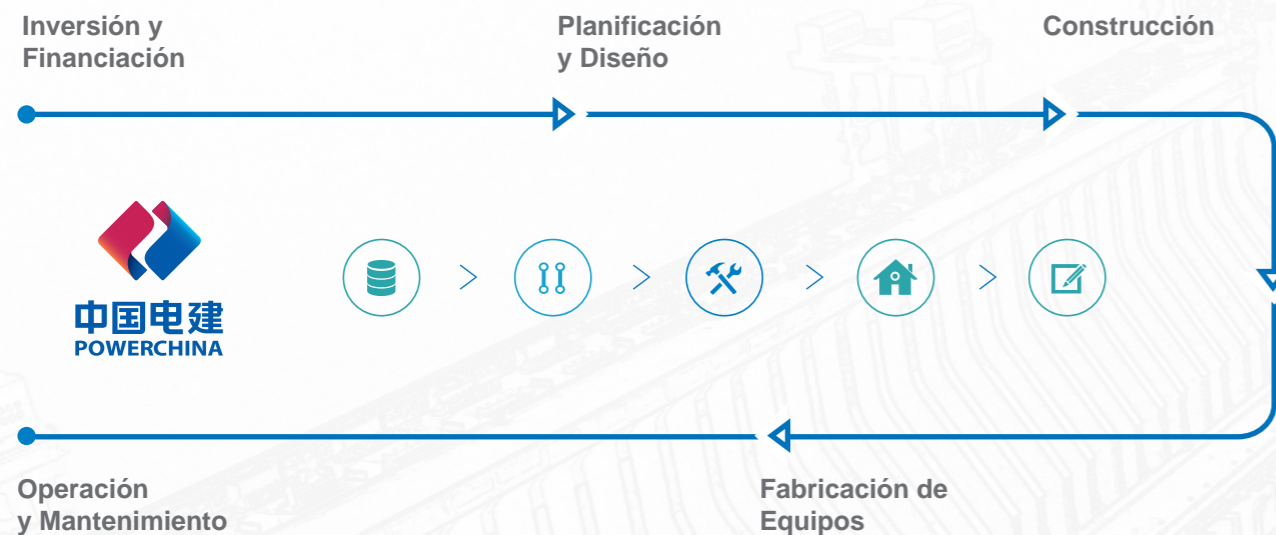 Inversión y
Financiación
Planificación
y Diseño
Construcción
中国电建
POWERCHINA
Operación
y Mantenimiento
Fabricación de
Equipos